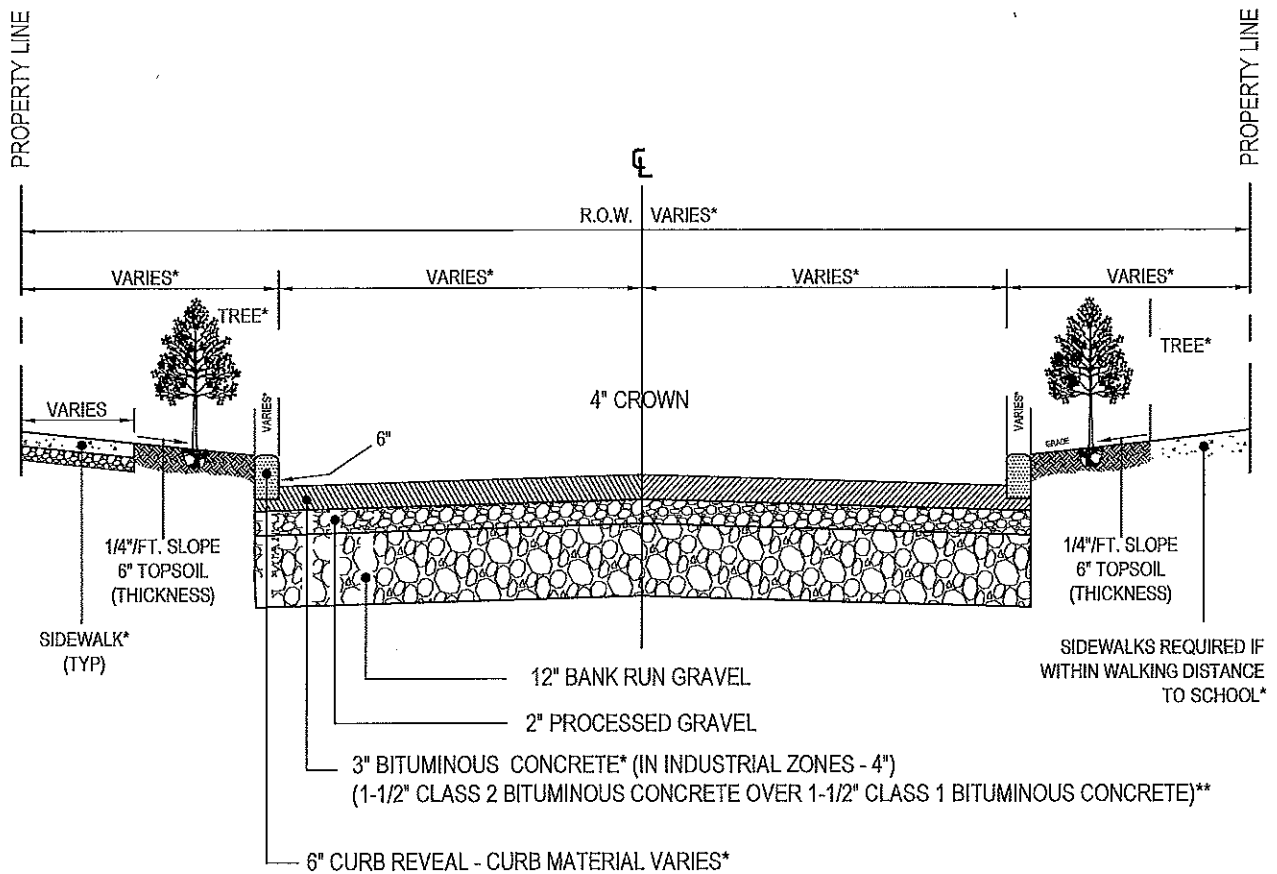 PROPERTY LINE
PROPERTY LINE
℄
R.O.W. VARIES*
VARIES*
VARIES*
VARIES*
VARIES*
TREE*
TREE*
VARIES
VARIES*
4" CROWN
VARIES*
6"
GRADE
1/4"/FT. SLOPE
6" TOPSOIL
(THICKNESS)
1/4"/FT. SLOPE
6" TOPSOIL
(THICKNESS)
SIDEWALK*
(TYP)
SIDEWALKS REQUIRED IF
WITHIN WALKING DISTANCE
TO SCHOOL*
12" BANK RUN GRAVEL
2" PROCESSED GRAVEL
3" BITUMINOUS CONCRETE* (IN INDUSTRIAL ZONES - 4")
(1-1/2" CLASS 2 BITUMINOUS CONCRETE OVER 1-1/2" CLASS 1 BITUMINOUS CONCRETE)**
6" CURB REVEAL - CURB MATERIAL VARIES*